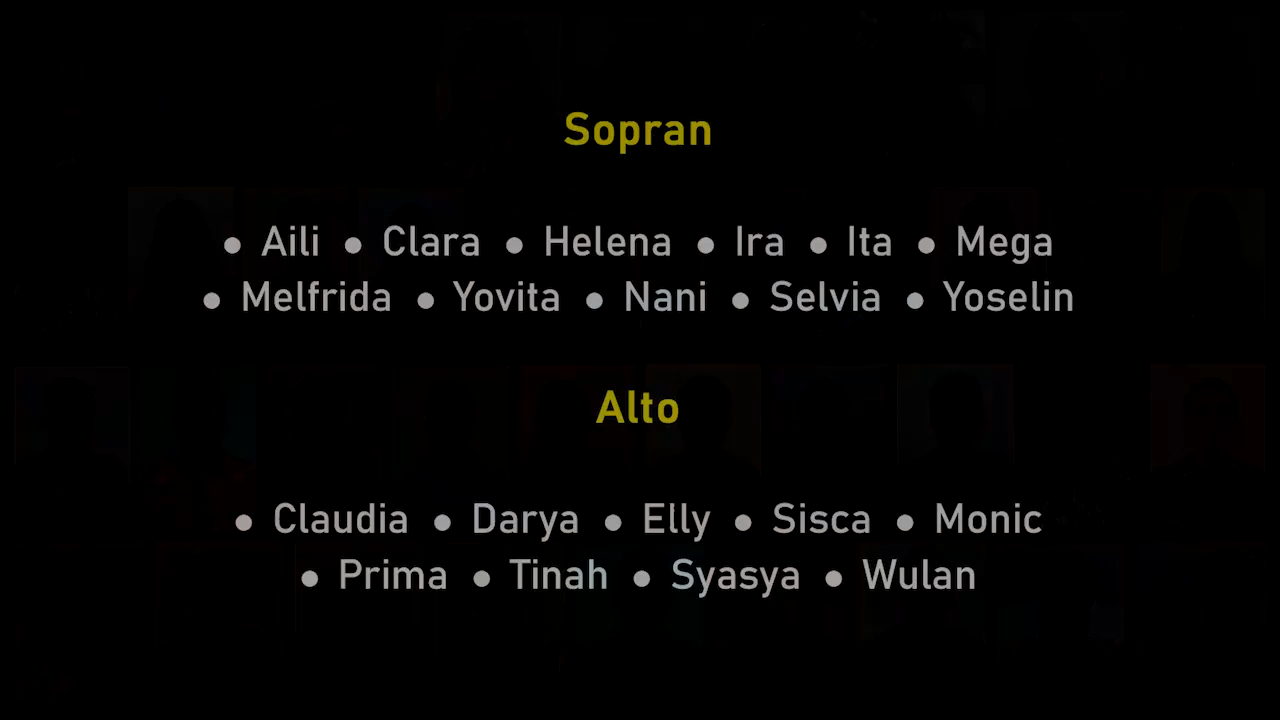 Sopran
• Aili • Clara • Helena • Ira • Ita • Mega
• Melfrida • Yovita • Nani • Selvia • Yoselin
Alto
• Claudia • Darya • Elly • Sisca • Monic
• Prima • Tinah • Syasya • Wulan